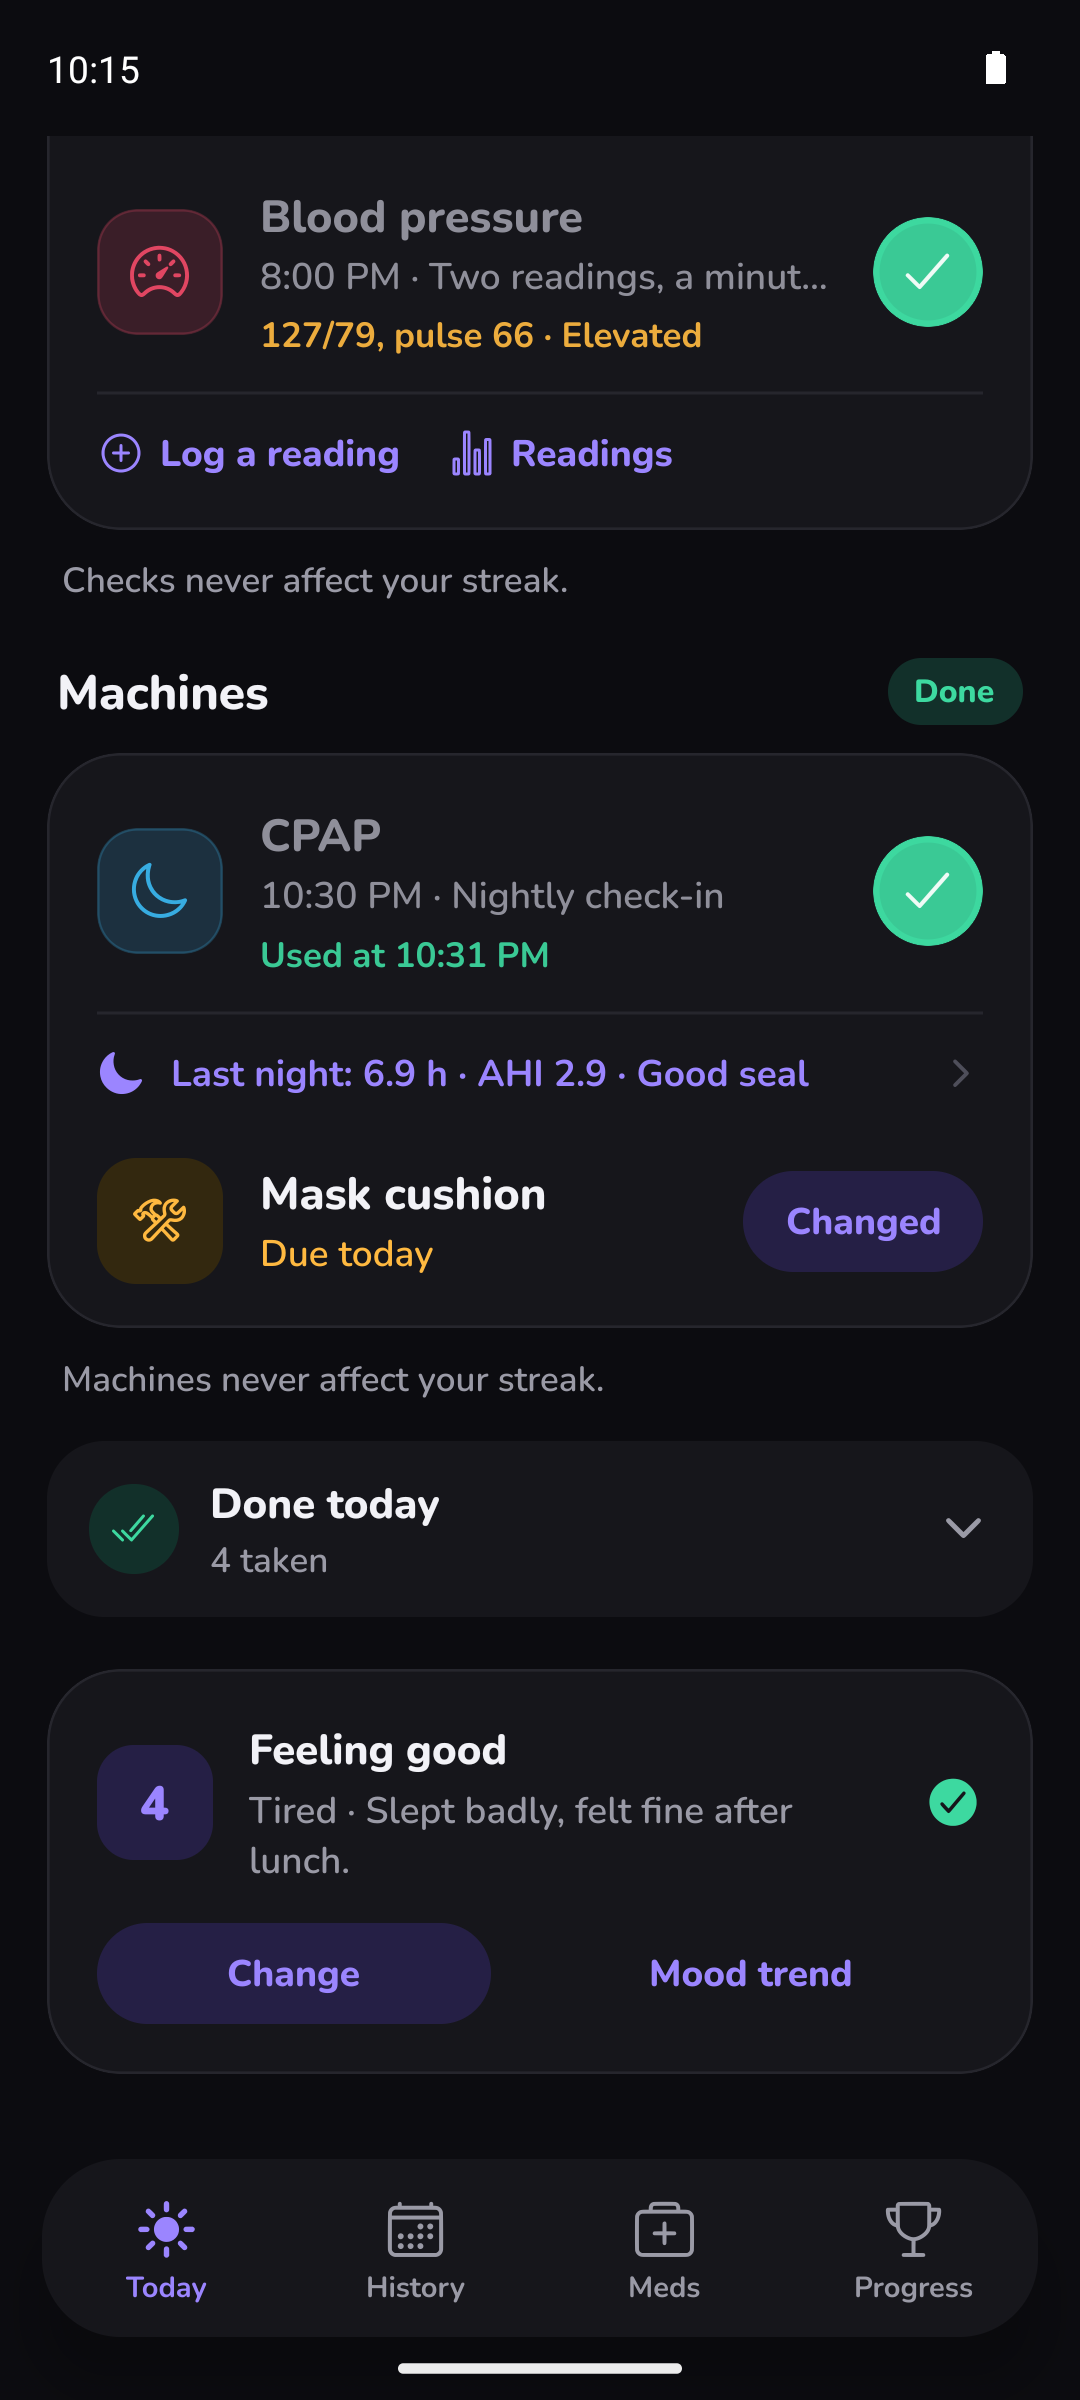 10:15
Blood pressure
8:00 PM · Two readings, a minut...
127/79, pulse 66 · Elevated
Log a reading
Readings
Checks never affect your streak.
Machines
Done
CPAP
10:30 PM · Nightly check-in
Used at 10:31 PM
Last night: 6.9 h · AHI 2.9 · Good seal
Mask cushion
Due today
Changed
Machines never affect your streak.
Done today
4 taken
4
Feeling good
Tired · Slept badly, felt fine after
lunch.
Change
Mood trend
Today
History
Meds
Progress